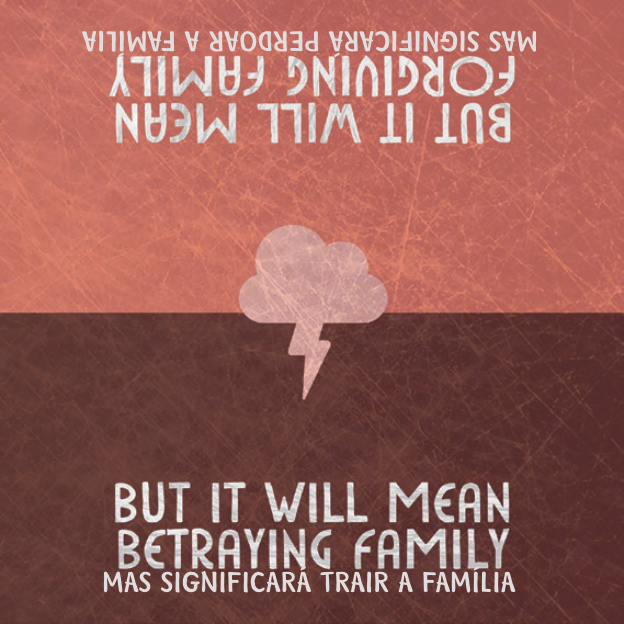 BUT IT WILL MEAN
FORGIVING FAMILY
MAS SIGNIFICARÁ PERDOAR A FAMILIA
BUT IT WILL MEAN
BETRAYING FAMILY
MAS SIGNIFICARÁ TRAIR A FAMÍLIA